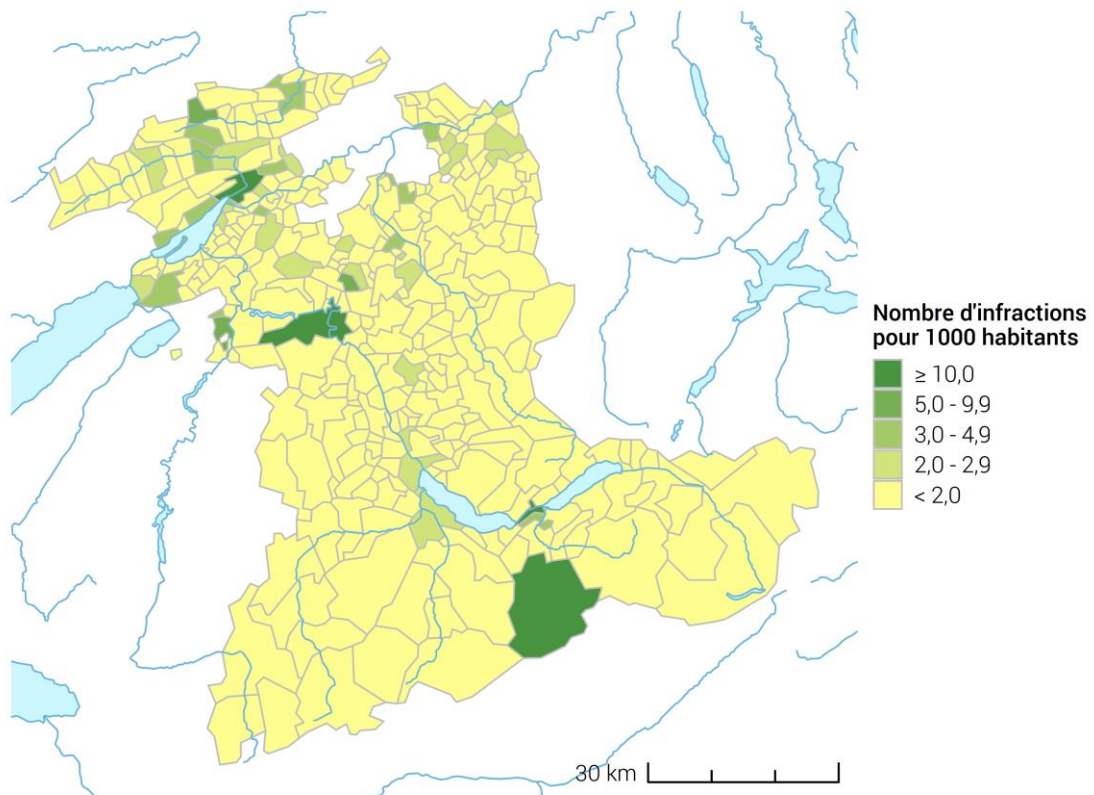 Nombre d'infractions
pour 1000 habitants
≥ 10,0
5,0 - 9,9
3,0 - 4,9
2,0 - 2,9
< 2,0
30 km